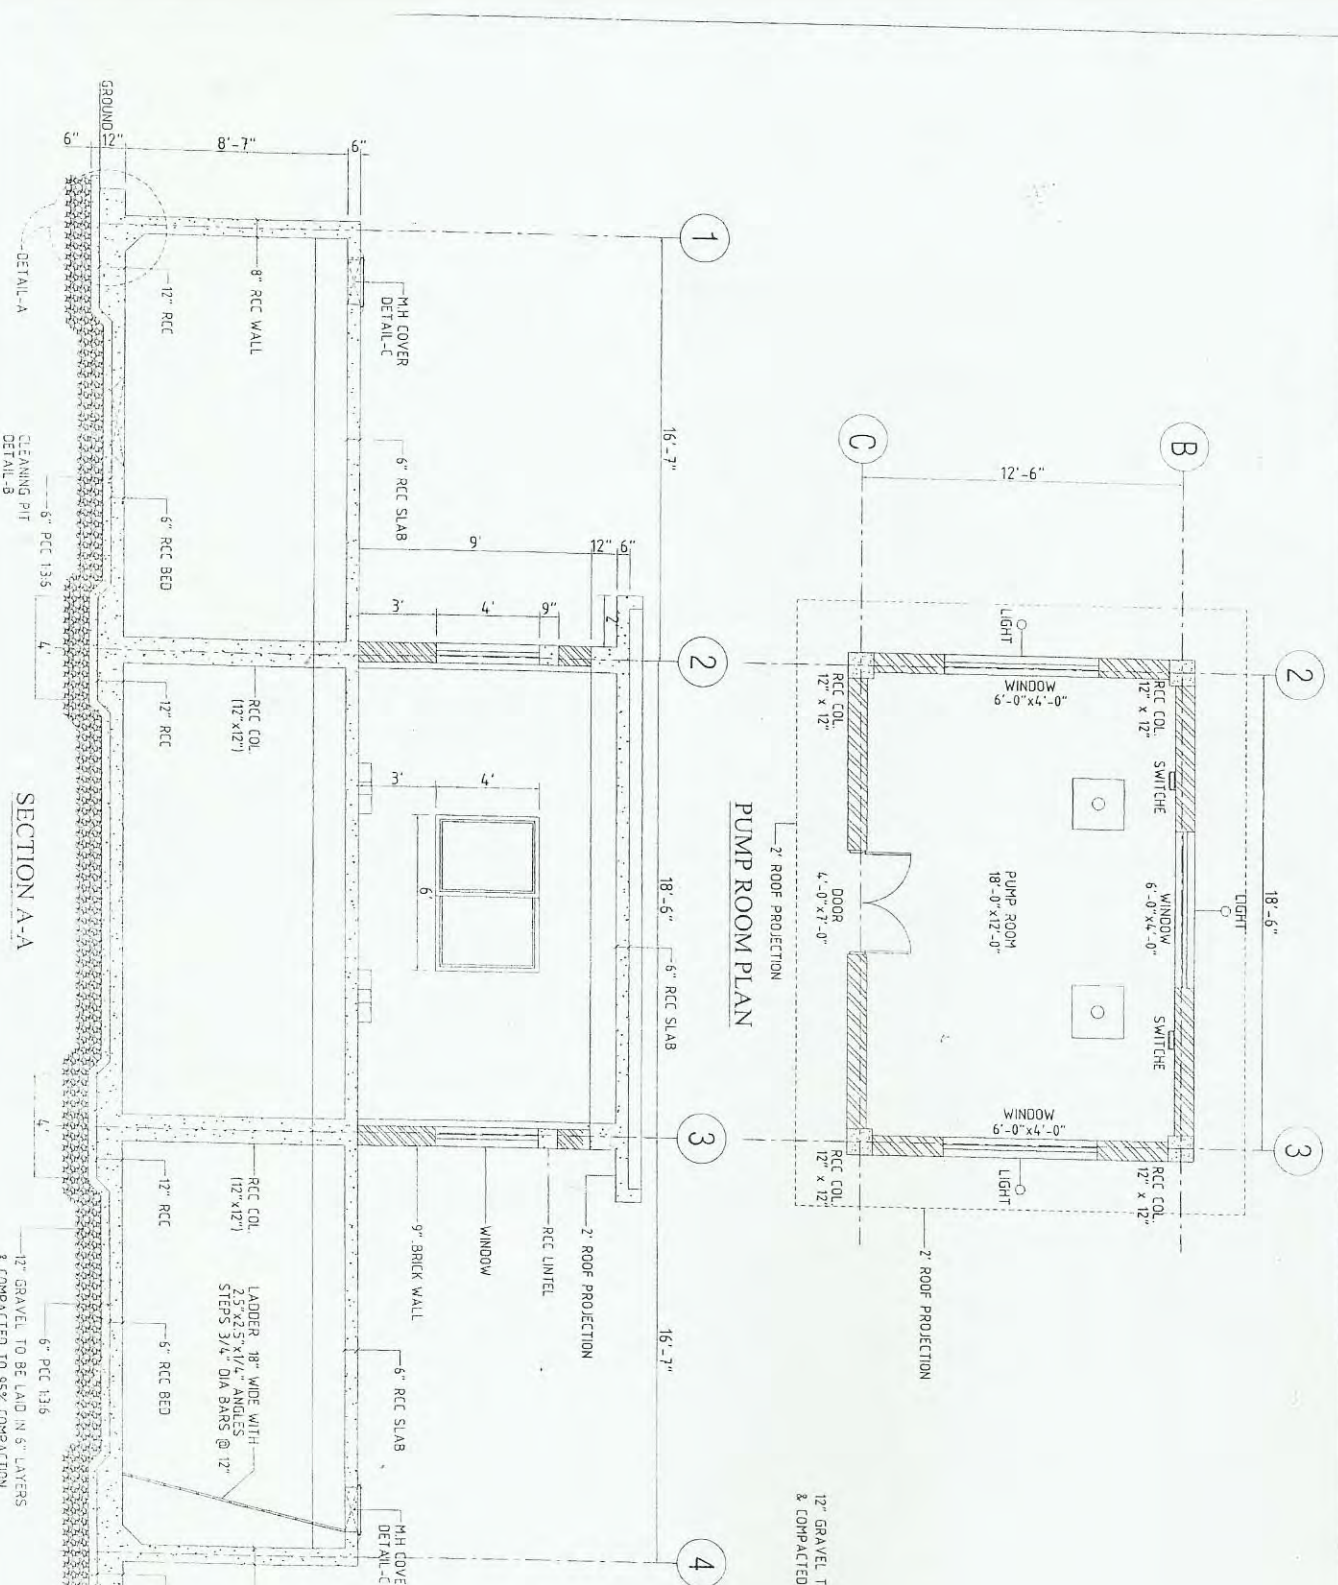 B
C
12'-6"
2
3
18'-6"
LIGHT
LIGHT
LIGHT
WINDOW
6'-0"x4'-0"
RCC COL.
12" x 12"
RCC COL.
12" x 12"
SWITCHE
WINDOW
6'-0"x4'-0"
SWITCHE
PUMP ROOM
18'-0"x12'-0"
DOOR
4'-0"x7'-0"
WINDOW
6'-0"x4'-0"
RCC COL.
12" x 12"
RCC COL.
12" x 12"
2' ROOF PROJECTION
2' ROOF PROJECTION
PUMP ROOM PLAN
12" GRAVEL
& COMPACTED
1
2
3
4
16'-7"
18'-6"
16'-7"
6"
12"
9'
2'
9"
4'
3'
4'
3'
6'
6" RCC SLAB
2' ROOF PROJECTION
RCC LINTEL
WINDOW
9" BRICK WALL
M.H COVER
DETAIL-C
6" RCC SLAB
6" RCC SLAB
M.H COVE
DETAIL-C
6"
8'-7"
12"
6"
GROUND
8" RCC WALL
RCC COL.
(12"x12")
RCC COL.
(12"x12")
LADDER 18" WIDE WITH
2.5"x2.5"x1/4" ANGLES
STEPS 3/4" DIA BARS @ 12"
12" RCC
6" RCC BED
12" RCC
12" RCC
6" RCC BED
DETAIL-A
CLEANING PIT
DETAIL-B
6" PCC 1:3:6
4'
4'
6" PCC 1:3:6
12" GRAVEL TO BE LAID IN 6" LAYERS
& COMPACTED TO 95% COMPACTION
SECTION A-A